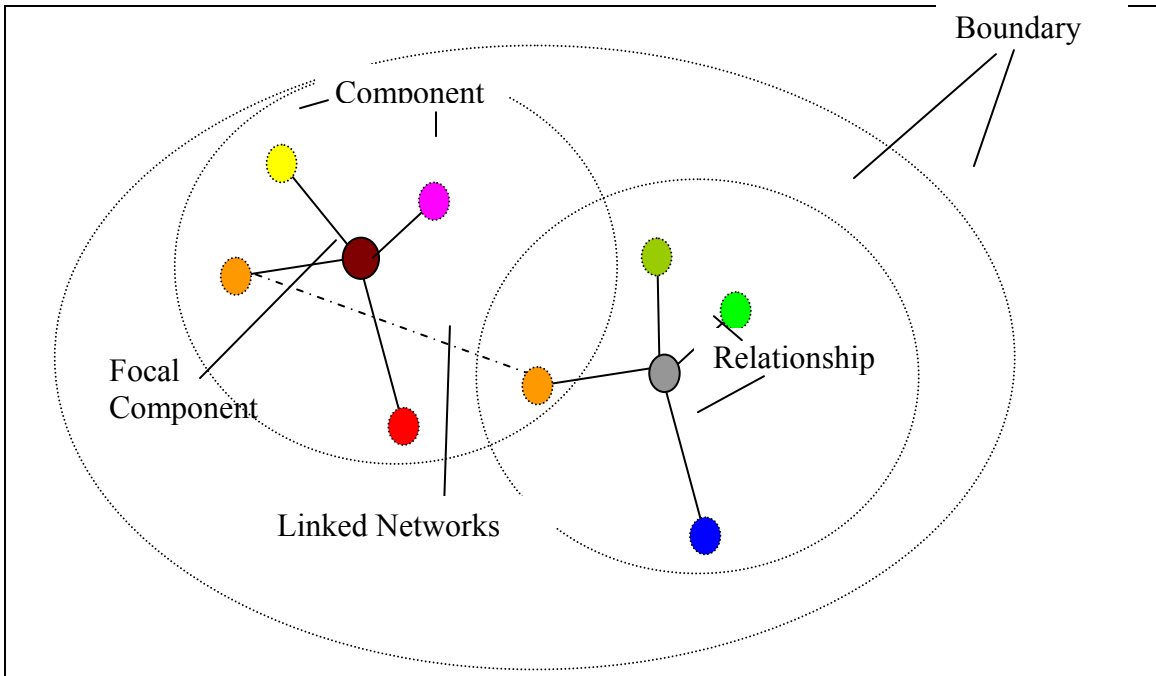 Boundary
Component
Focal
Component
Relationship
Linked Networks